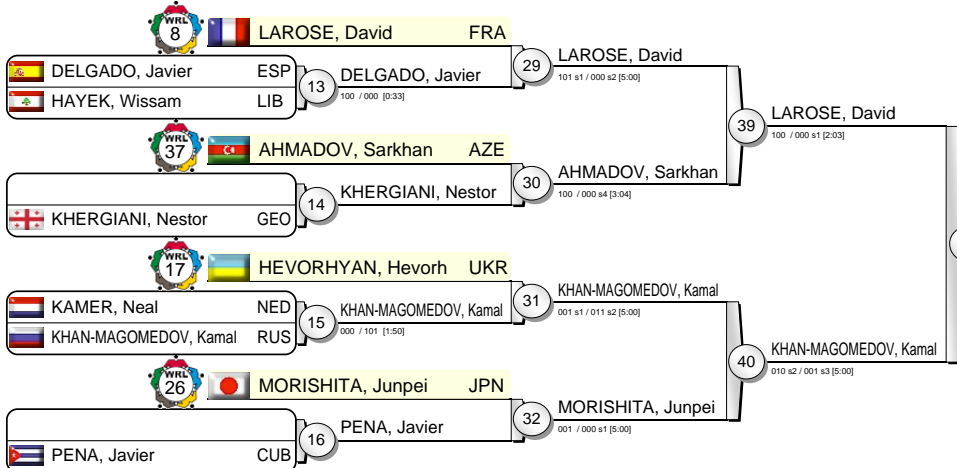 WRL
8
LAROSE, David FRA
DELGADO, Javier ESP
HAYEK, Wissam LIB
13
DELGADO, Javier
100 / 000 [0:33]
29
LAROSE, David
101 s1 / 000 s2 [5:00]
WRL
37
AHMADOV, Sarkhan AZE
KHERGIANI, Nestor GEO
14
KHERGIANI, Nestor
30
AHMADOV, Sarkhan
100 / 000 s4 [3:04]
39
LAROSE, David
100 / 000 s1 [2:03]
WRL
17
HEVORHYAN, Hevorh UKR
KAMER, Neal NED
KHAN-MAGOMEDOV, Kamal RUS
15
KHAN-MAGOMEDOV, Kamal
000 / 101 [1:50]
31
KHAN-MAGOMEDOV, Kamal
001 s1 / 011 s2 [5:00]
WRL
26
MORISHITA, Junpei JPN
PENA, Javier CUB
16
PENA, Javier
32
MORISHITA, Junpei
001 / 000 s1 [5:00]
40
KHAN-MAGOMEDOV, Kamal
010 s2 / 001 s3 [5:00]